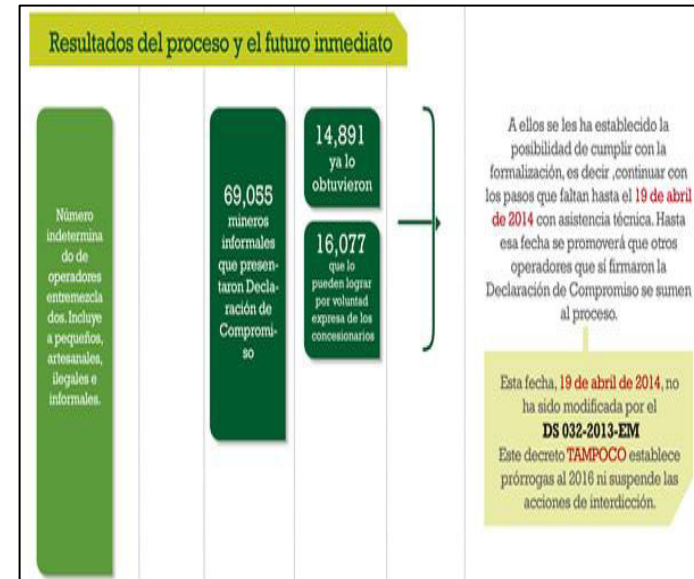 Resultados del proceso y el futuro inmediato
Número
indetermina
do de
operadores
entremezcla
dos. Incluye
a pequeños,
artesanales,
ilegales e
informales.
69,055
mineros
informales
que presen-
taron Decla-
ración de
Compromi-
so
14,891
ya lo
obtuvieron
16,077
que lo
pueden lograr
por voluntad
expresa de los
concesionarios
A ellos se les ha establecido la
posibilidad de cumplir con la
formalización, es decir ,continuar con
los pasos que faltan hasta el 19 de abril
de 2014 con asistencia técnica. Hasta
esa fecha se promoverá que otros
operadores que sí firmaron la
Declaración de Compromiso se sumen
al proceso.
Esta fecha, 19 de abril de 2014, no
ha sido modificada por el
DS 032-2013-EM
Este decreto TAMPOCO establece
prórrogas al 2016 ni suspende las
acciones de interdicción.